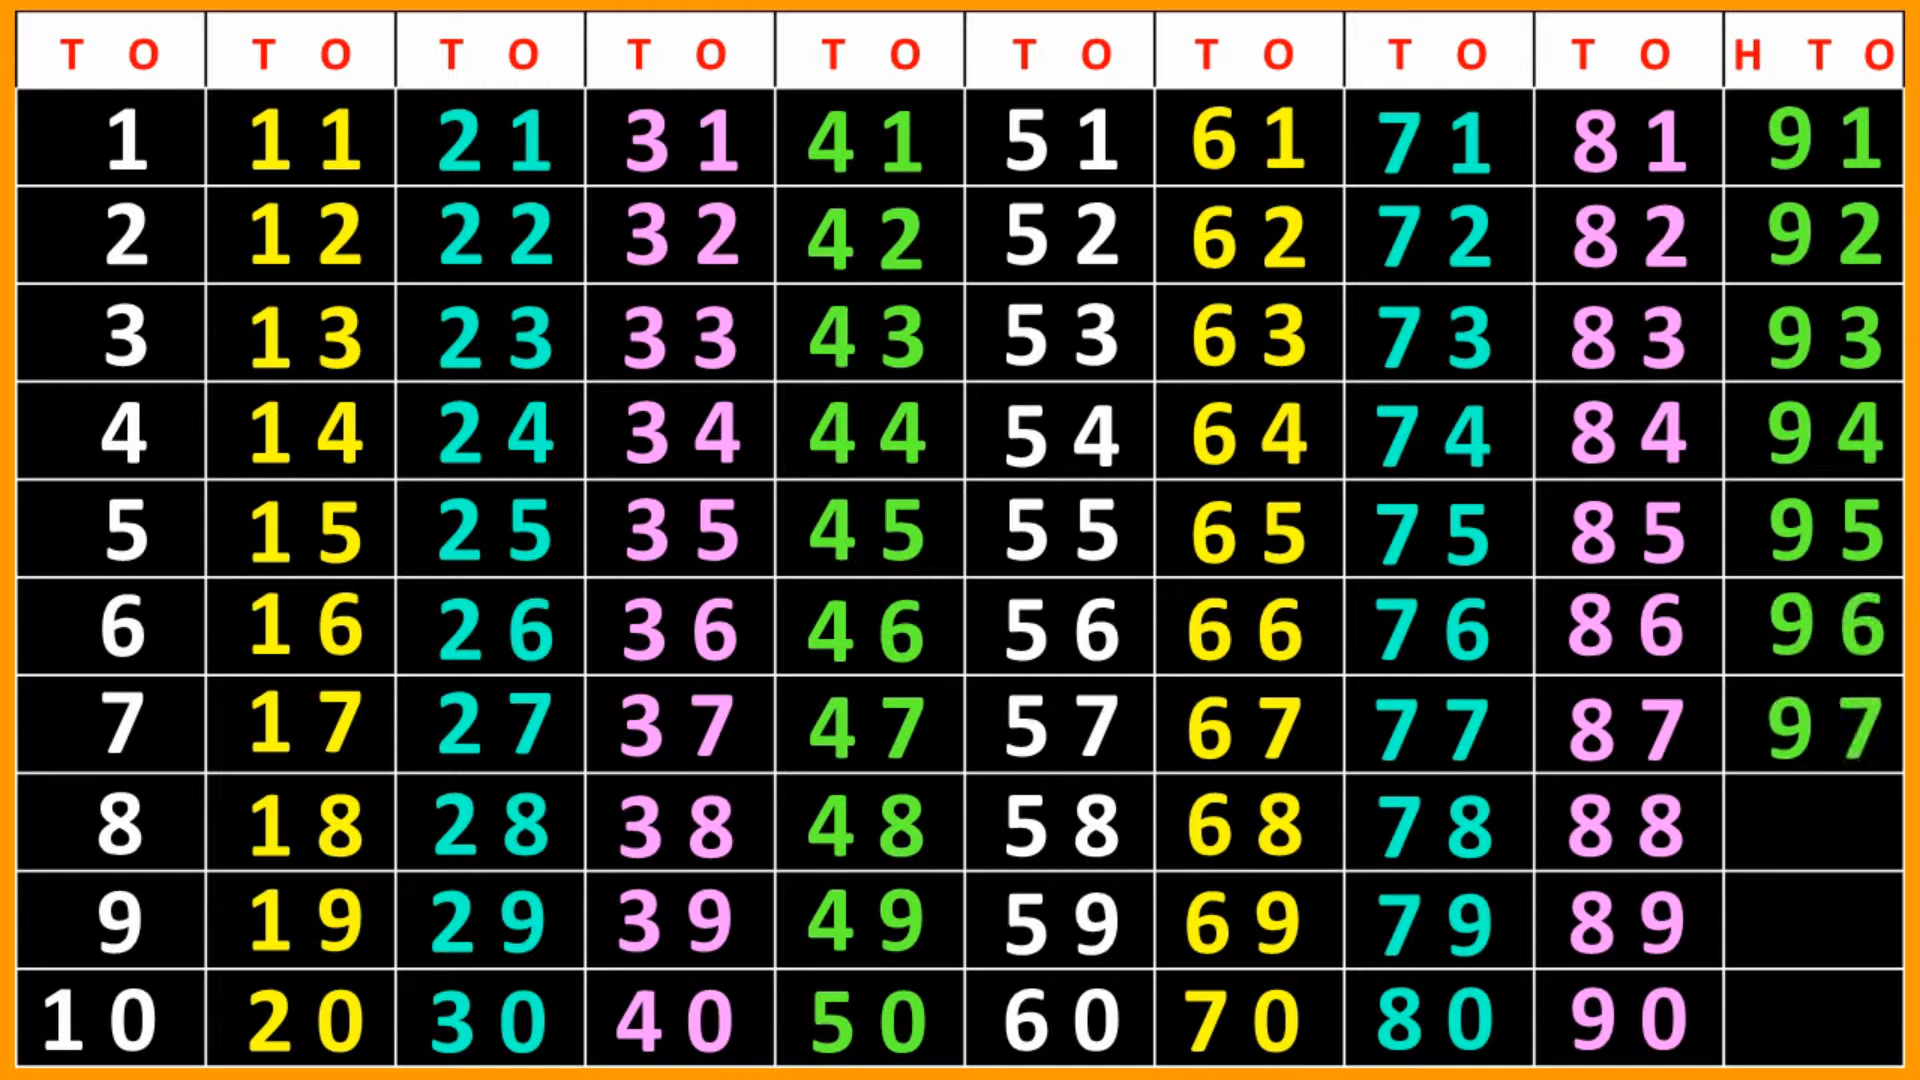 T O T O T O T O T O T O T O T O T O H T O
1 11 21 31 41 51 61 71 81 91
2 12 22 32 42 52 62 72 82 92
3 13 23 33 43 53 63 73 83 93
4 14 24 34 44 54 64 74 84 94
5 15 25 35 45 55 65 75 85 95
6 16 26 36 46 56 66 76 86 96
7 17 27 37 47 57 67 77 87 97
8 18 28 38 48 58 68 78 88
9 19 29 39 49 59 69 79 89
10 20 30 40 50 60 70 80 90